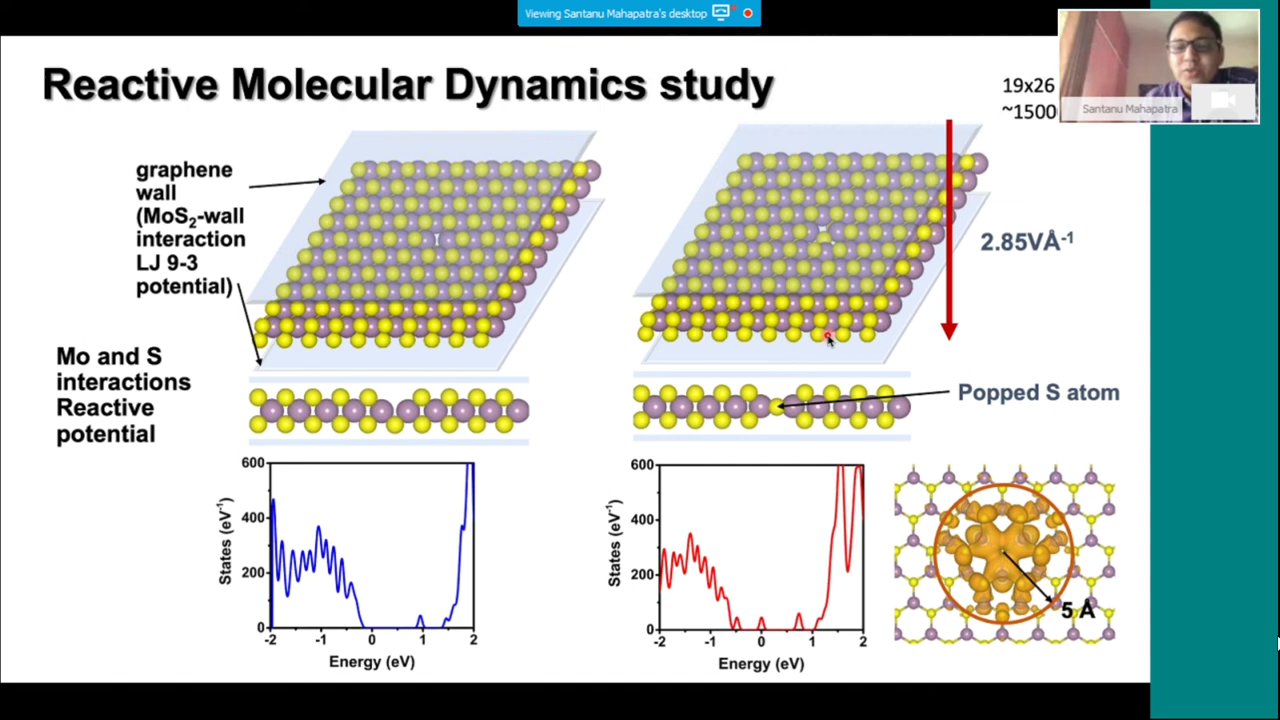 Viewing Santanu Mahapatra's desktop
Reactive Molecular Dynamics study
19x26
~1500
Santanu Mahapatra
graphene
wall
(MoS₂-wall
interaction
LJ 9-3
potential)
2.85VÅ⁻¹
Mo and S
interactions
Reactive
potential
Popped S atom
600
400
200
0
States (eV⁻¹)
-2 -1 0 1 2
Energy (eV)
600
400
200
0
States (eV⁻¹)
-2 -1 0 1 2
Energy (eV)
5 Å